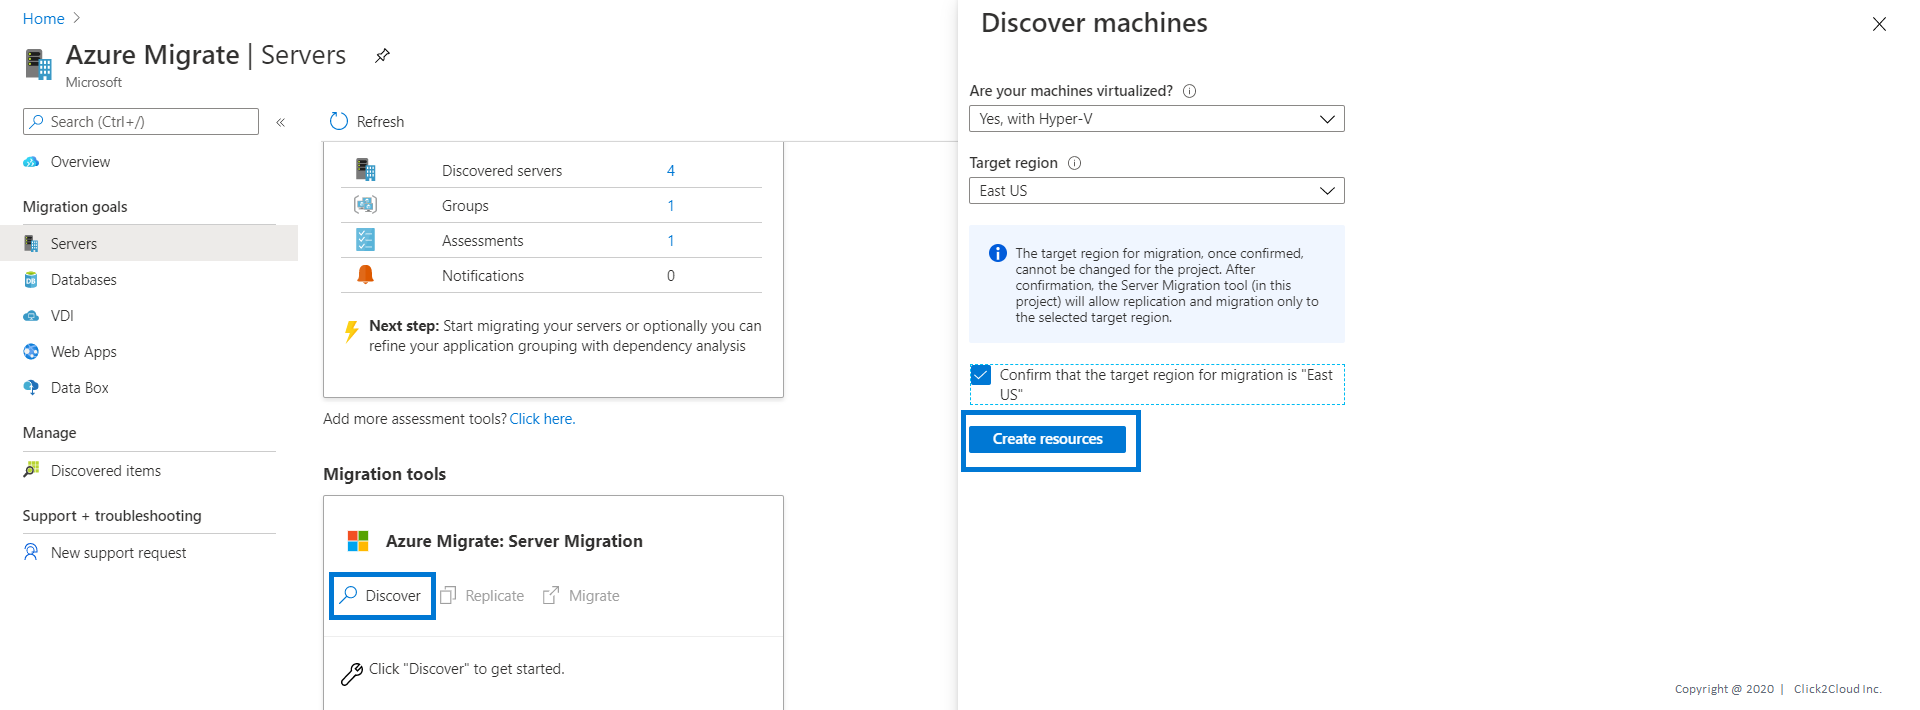 Home
Azure Migrate | Servers
Microsoft
Search (Ctrl+/)
Overview
Migration goals
Servers
Databases
VDI
Web Apps
Data Box
Manage
Discovered items
Support + troubleshooting
New support request
Refresh
Discovered servers 4
Groups 1
Assessments 1
Notifications 0
Next step: Start migrating your servers or optionally you can
refine your application grouping with dependency analysis
Add more assessment tools? Click here.
Migration tools
Azure Migrate: Server Migration
Discover Replicate Migrate
Click "Discover" to get started.
Discover machines
Are your machines virtualized?
Yes, with Hyper-V
Target region
East US
The target region for migration, once confirmed,
cannot be changed for the project. After
confirmation, the Server Migration tool (in this
project) will allow replication and migration only to
the selected target region.
Confirm that the target region for migration is "East
US"
Create resources
Copyright @ 2020 | Click2Cloud Inc.